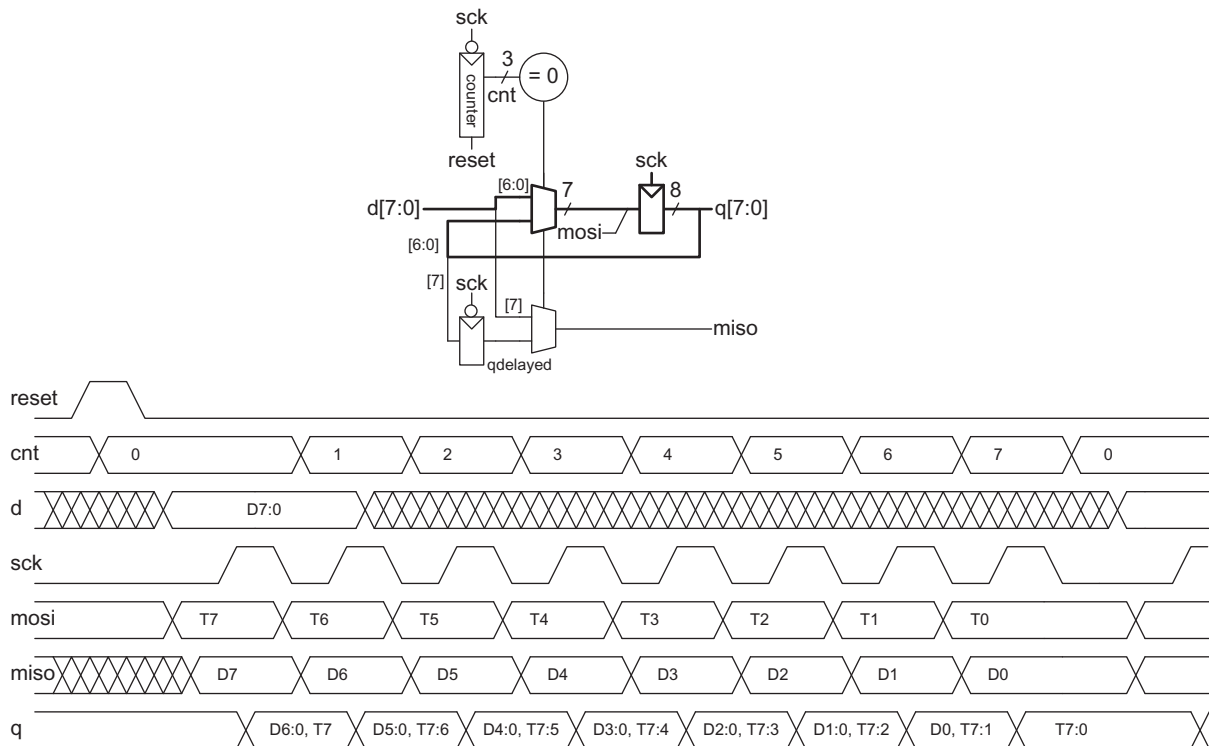 sck
3
= 0
cnt
counter
reset
sck
[6:0]
7
8
d[7:0]
q[7:0]
mosi
[6:0]
[7]
sck
[7]
miso
qdelayed
reset
cnt 0 1 2 3 4 5 6 7 0
d D7:0
sck
mosi T7 T6 T5 T4 T3 T2 T1 T0
miso D7 D6 D5 D4 D3 D2 D1 D0
q D6:0, T7 D5:0, T7:6 D4:0, T7:5 D3:0, T7:4 D2:0, T7:3 D1:0, T7:2 D0, T7:1 T7:0